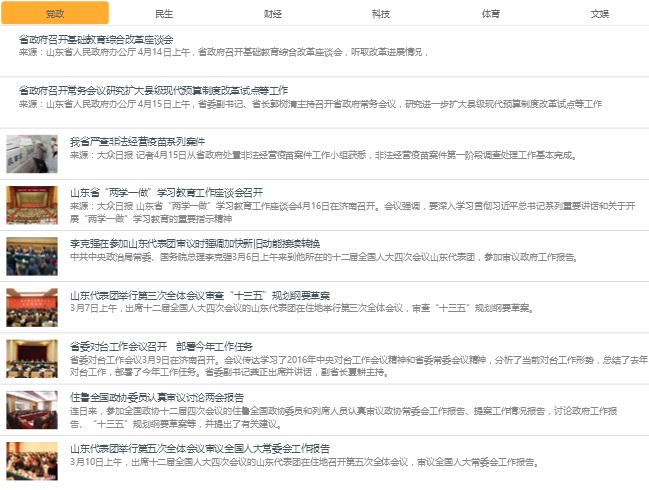 党政 民生 财经 科技 体育 文娱
省政府召开基础教育综合改革座谈会
来源：山东省人民政府办公厅 4月14日上午，省政府召开基础教育综合改革座谈会，听取改革进展情况，
省政府召开常务会议研究扩大县级现代预算制度改革试点等工作
来源：山东省人民政府办公厅 4月15日上午，省委副书记、省长郭树清主持召开省政府常务会议，研究进一步扩大县级现代预算制度改革试点等工作
我省严查非法经营疫苗系列案件
来源：大众日报 记者4月15日从省政府处置非法经营疫苗案件工作小组获悉，非法经营疫苗案件第一阶段调查处理工作基本完成。
山东省“两学一做”学习教育工作座谈会召开
来源：大众日报 山东省“两学一做”学习教育工作座谈会4月16日在济南召开。会议强调，要深入学习贯彻习近平总书记系列重要讲话和关于开
展“两学一做”学习教育的重要指示精神
李克强在参加山东代表团审议时强调加快新旧动能接续转换
中共中央政治局常委、国务院总理李克强3月6日上午来到他所在的十二届全国人大四次会议山东代表团，参加审议政府工作报告。
山东代表团举行第三次全体会议审查“十三五”规划纲要草案
3月7日上午，出席十二届全国人大四次会议的山东代表团在住地举行第三次全体会议，审查“十三五”规划纲要草案。
省委对台工作会议召开 部署今年工作任务
省委对台工作会议3月9日在济南召开。会议传达学习了2016年中央对台工作会议精神和省委常委会议精神，分析了当前对台工作形势，总结了去年
对台工作，部署了今年工作任务。省委副书记龚正出席并讲话，副省长夏耕主持。
住鲁全国政协委员认真审议讨论两会报告
连日来，参加全国政协十二届四次会议的住鲁全国政协委员和列席人员认真审议政协常委会工作报告、提案工作情况报告，讨论政府工作报
告、“十三五”规划纲要草案等，并提出了有关建议。
山东代表团举行第五次全体会议审议全国人大常委会工作报告
3月10日上午，出席十二届全国人大四次会议的山东代表团在住地召开第五次全体会议，审议全国人大常委会工作报告。